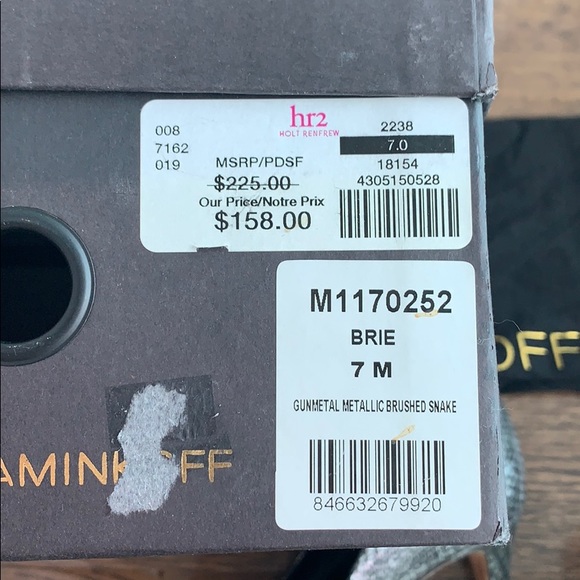 008
7162
019
hr2
HOLT RENFREW
2238
7.0
18154
4305150528
MSRP/PDSF
$225.00
Our Price/Notre Prix
$158.00
M1170252
BRIE
7 M
GUNMETAL METALLIC BRUSHED SNAKE
846632679920
AMINK FF
OFF